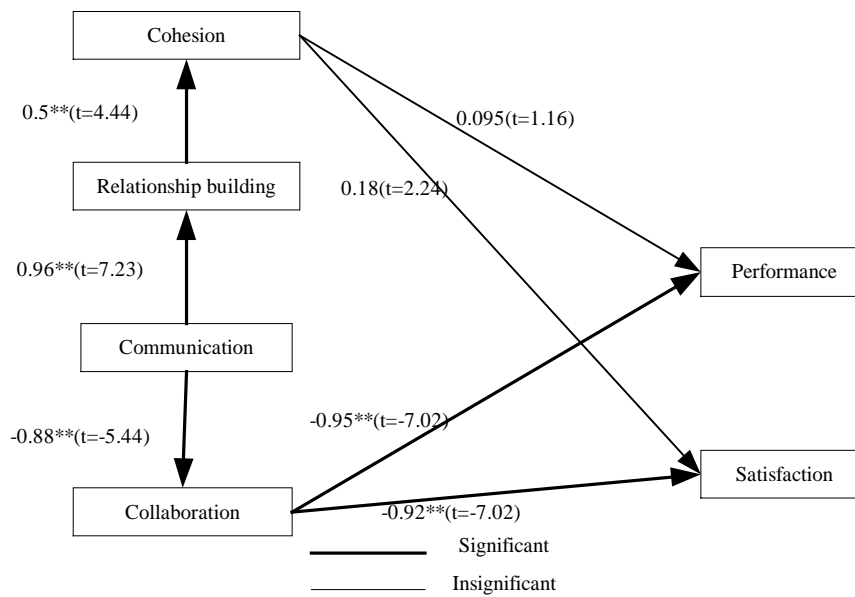 Cohesion
0.5**(t=4.44)
0.095(t=1.16)
Relationship building
0.18(t=2.24)
0.96**(t=7.23)
Performance
Communication
-0.95**(t=-7.02)
-0.88**(t=-5.44)
Satisfaction
Collaboration
-0.92**(t=-7.02)
Significant
Insignificant